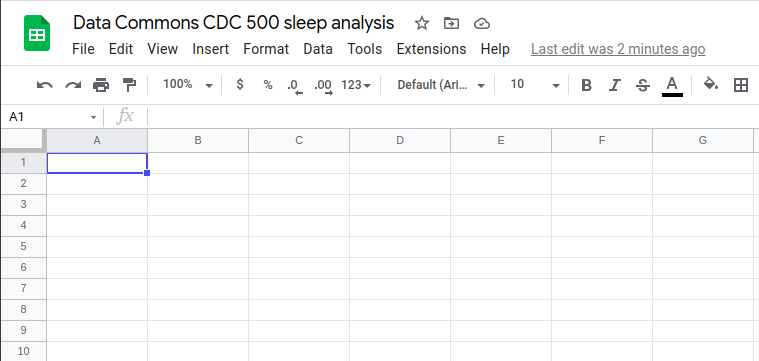 Data Commons CDC 500 sleep analysis
File Edit View Insert Format Data Tools Extensions Help Last edit was 2 minutes ago
100% $ % .0 .00 123 Default (Ari... 10 B I S A
A1 fx
A B C D E F G
1
2
3
4
5
6
7
8
9
10